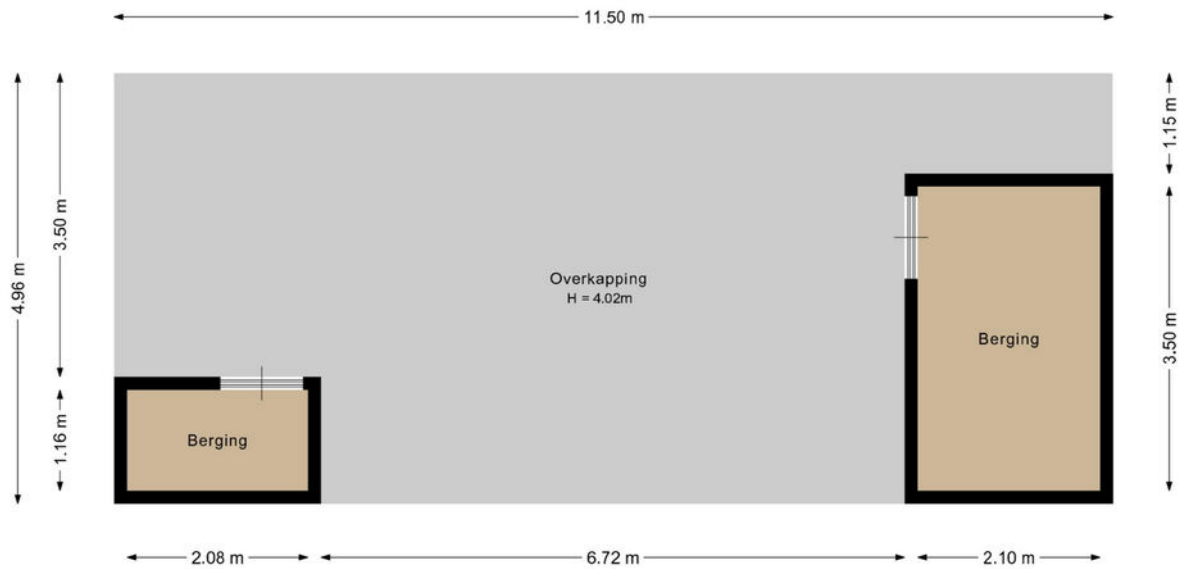 11.50 m
4.96 m
3.50 m
1.16 m
1.15 m
3.50 m
Overkapping
H = 4.02m
Berging
Berging
2.08 m
6.72 m
2.10 m